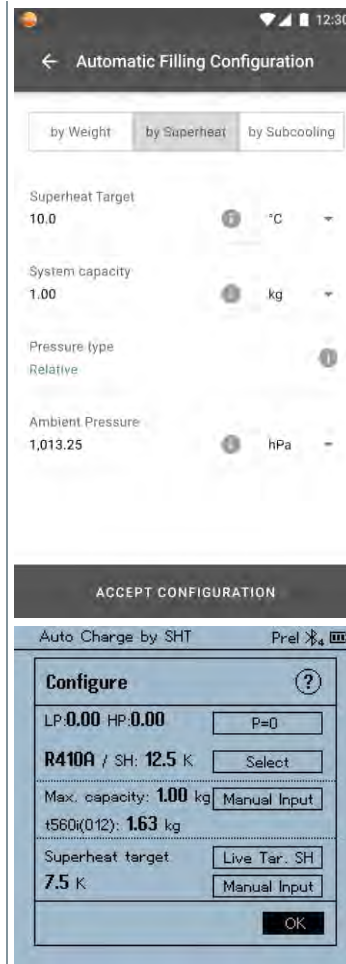 12:30
Automatic Filling Configuration
by Weight by Superheat by Subcooling
Superheat Target
10.0 °C
System capacity
1.00 kg
Pressure type
Relative
Ambient Pressure
1,013.25 hPa
ACCEPT CONFIGURATION
Auto Charge by SHT Prel 4
Configure ?
LP:0.00 HP:0.00 P=0
R410A / SH: 12.5 K Select
Max. capacity: 1.00 kg Manual Input
t560i(012): 1.63 kg
Superheat target Live Tar. SH
7.5 K Manual Input
OK